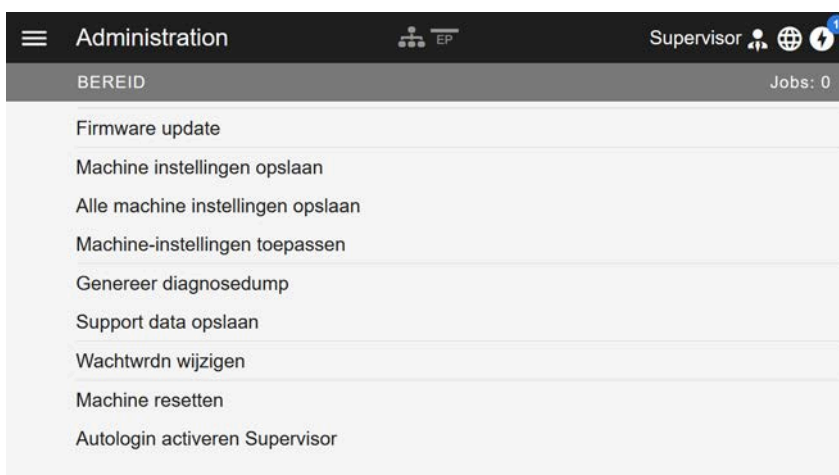 Administration EP Supervisor 1
BEREID Jobs: 0
Firmware update
Machine instellingen opslaan
Alle machine instellingen opslaan
Machine-instellingen toepassen
Genereer diagnosedump
Support data opslaan
Wachtwrdn wijzigen
Machine resetten
Autologin activeren Supervisor